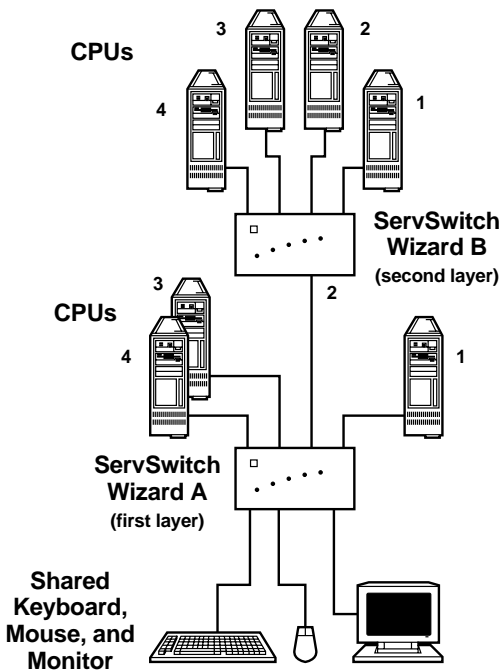 3
2
CPUs
4
1
ServSwitch
Wizard B
(second layer)
3
2
CPUs
4
1
ServSwitch
Wizard A
(first layer)
Shared
Keyboard,
Mouse, and
Monitor